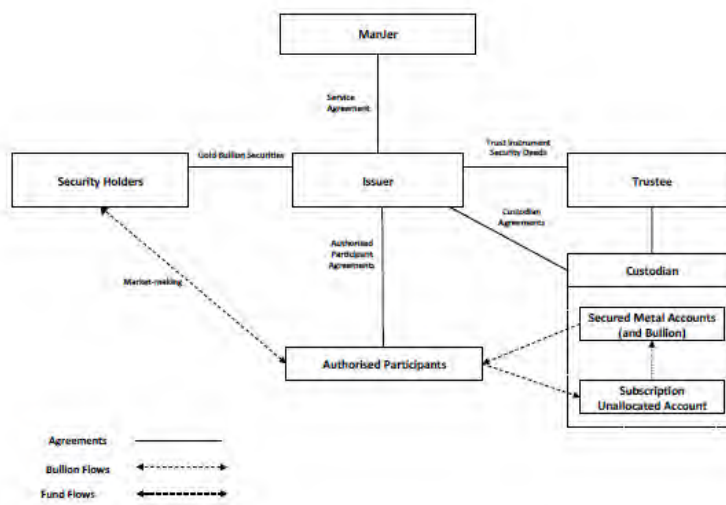 ManJer
Service
Agreement
Gold Bullion Securities
Trust Instrument
Security Deeds
Security Holders
Issuer
Trustee
Custodian
Agreements
Authorised
Participant
Agreements
Custodian
Market-making
Secured Metal Accounts
(and Bullion)
Authorised Participants
Subscription
Unallocated Account
Agreements
Bullion Flows
Fund Flows